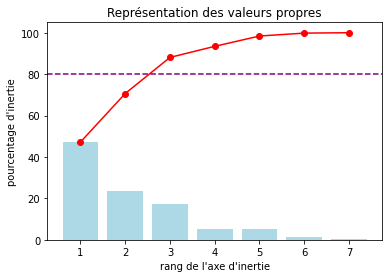 Représentation des valeurs propres
100
80
60
40
20
0
pourcentage d'inertie
1 2 3 4 5 6 7
rang de l'axe d'inertie